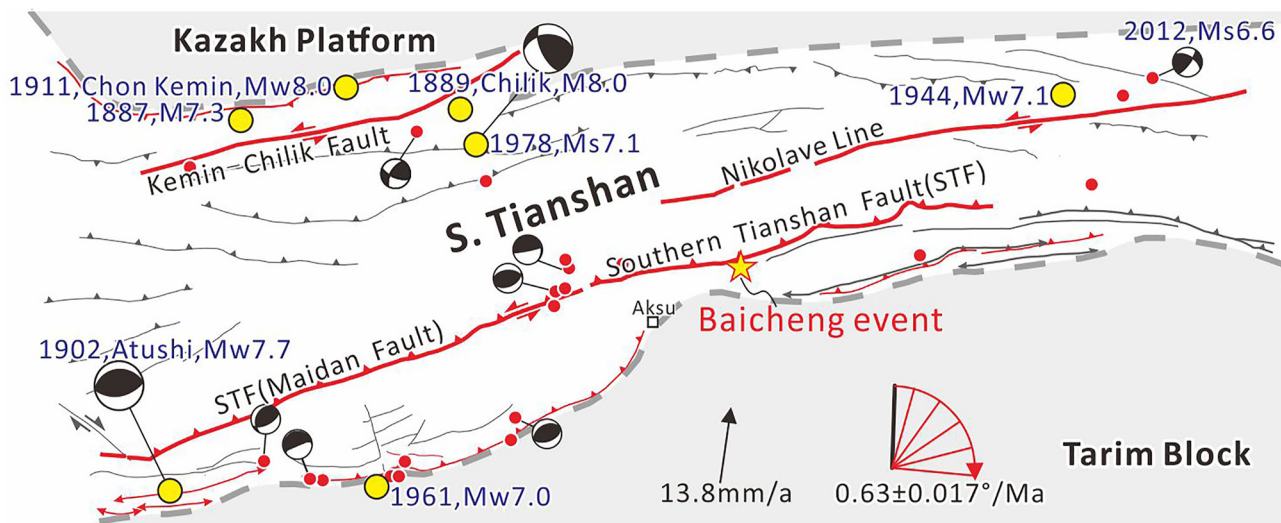 Kazakh Platform
2012,Ms6.6
1911,Chon Kemin,Mw8.0
1889,Chilik,M8.0
1887,M7.3
1944,Mw7.1
1978,Ms7.1
Kemin-Chilik Fault
Nikolave Line
S. Tianshan
Southern Tianshan Fault(STF)
Aksu
Baicheng event
1902,Atushi,Mw7.7
STF(Maidan Fault)
Tarim Block
1961,Mw7.0
13.8mm/a
0.63±0.017°/Ma